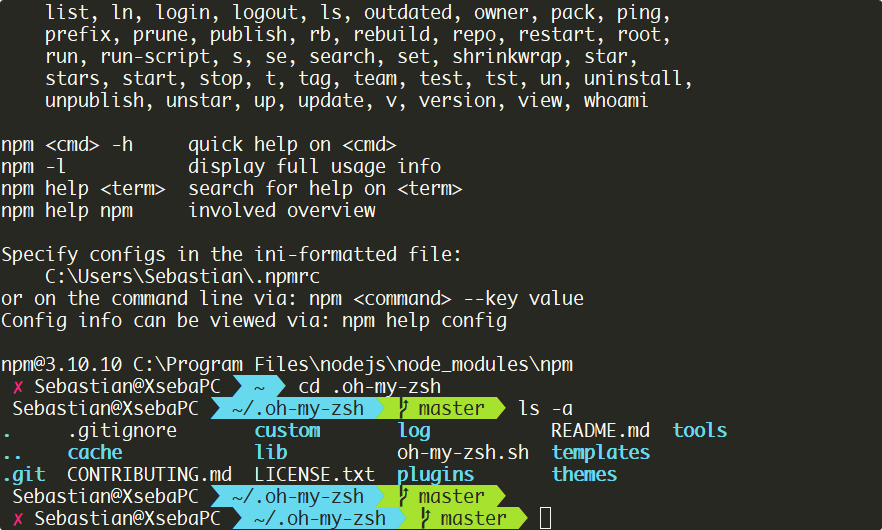 list, ln, login, logout, ls, outdated, owner, pack, ping,
prefix, prune, publish, rb, rebuild, repo, restart, root,
run, run-script, s, se, search, set, shrinkwrap, star,
stars, start, stop, t, tag, team, test, tst, un, uninstall,
unpublish, unstar, up, update, v, version, view, whoami
npm <cmd> -h     quick help on <cmd>
npm -l           display full usage info
npm help <term>  search for help on <term>
npm help npm     involved overview
Specify configs in the ini-formatted file:
C:\Users\Sebastian\.npmrc
or on the command line via: npm <command> --key value
Config info can be viewed via: npm help config
npm@3.10.10 C:\Program Files\nodejs\node_modules\npm
✗ Sebastian@XsebaPC ~ cd .oh-my-zsh
Sebastian@XsebaPC ~/.oh-my-zsh master ls -a
. .gitignore custom log README.md tools
.. cache lib oh-my-zsh.sh templates
.git CONTRIBUTING.md LICENSE.txt plugins themes
Sebastian@XsebaPC ~/.oh-my-zsh master
✗ Sebastian@XsebaPC ~/.oh-my-zsh master